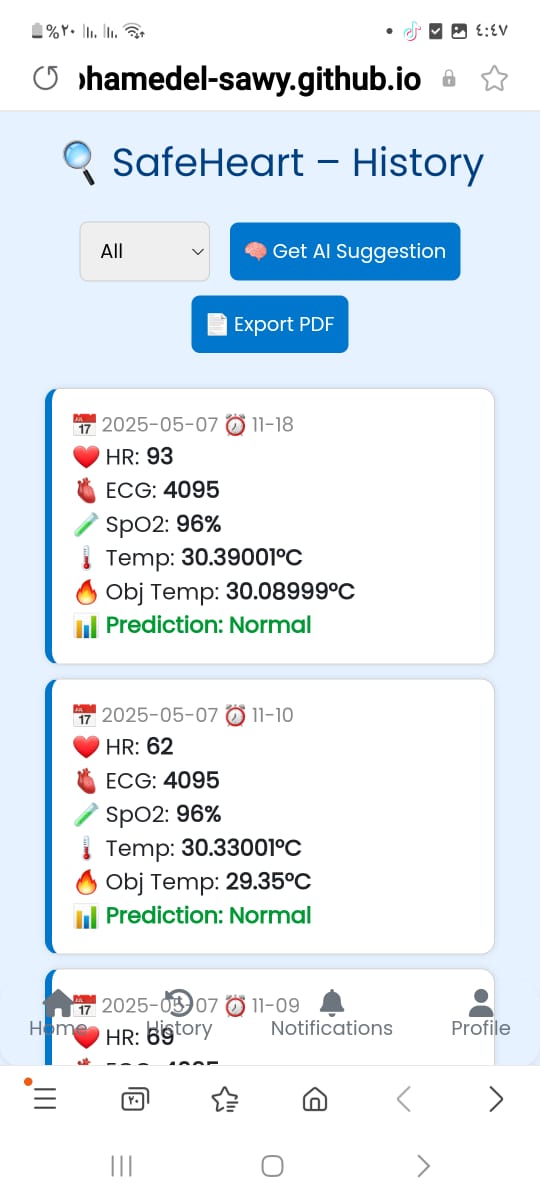 %٢٠ ٤:٤٧
hamedel-sawy.github.io
SafeHeart – History
All
Get AI Suggestion
Export PDF
2025-05-07 11-18
HR: 93
ECG: 4095
SpO2: 96%
Temp: 30.39001°C
Obj Temp: 30.08999°C
Prediction: Normal
2025-05-07 11-10
HR: 62
ECG: 4095
SpO2: 96%
Temp: 30.33001°C
Obj Temp: 29.35°C
Prediction: Normal
2025-05-07 11-09
Home History Notifications Profile
HR: 69
٢٠